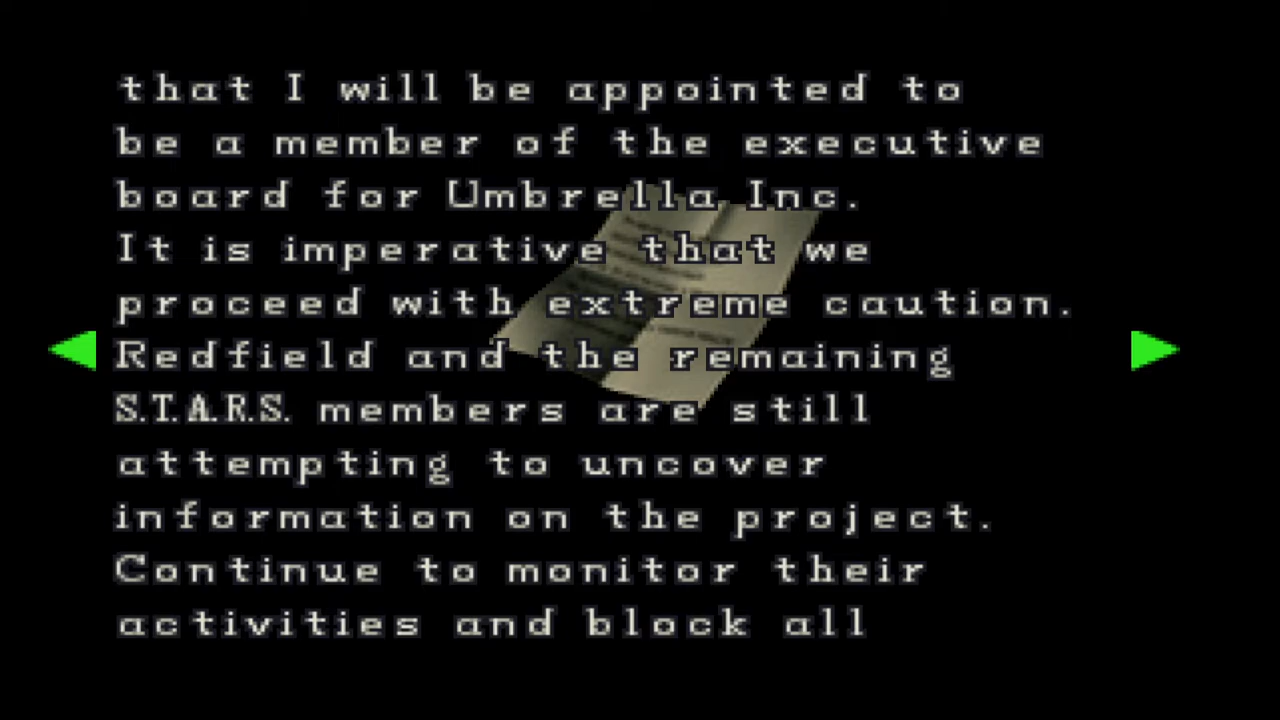 that I will be appointed to
be a member of the executive
board for Umbrella Inc.
It is imperative that we
proceed with extreme caution.
Redfield and the remaining
S.T.A.R.S. members are still
attempting to uncover
information on the project.
Continue to monitor their
activities and block all